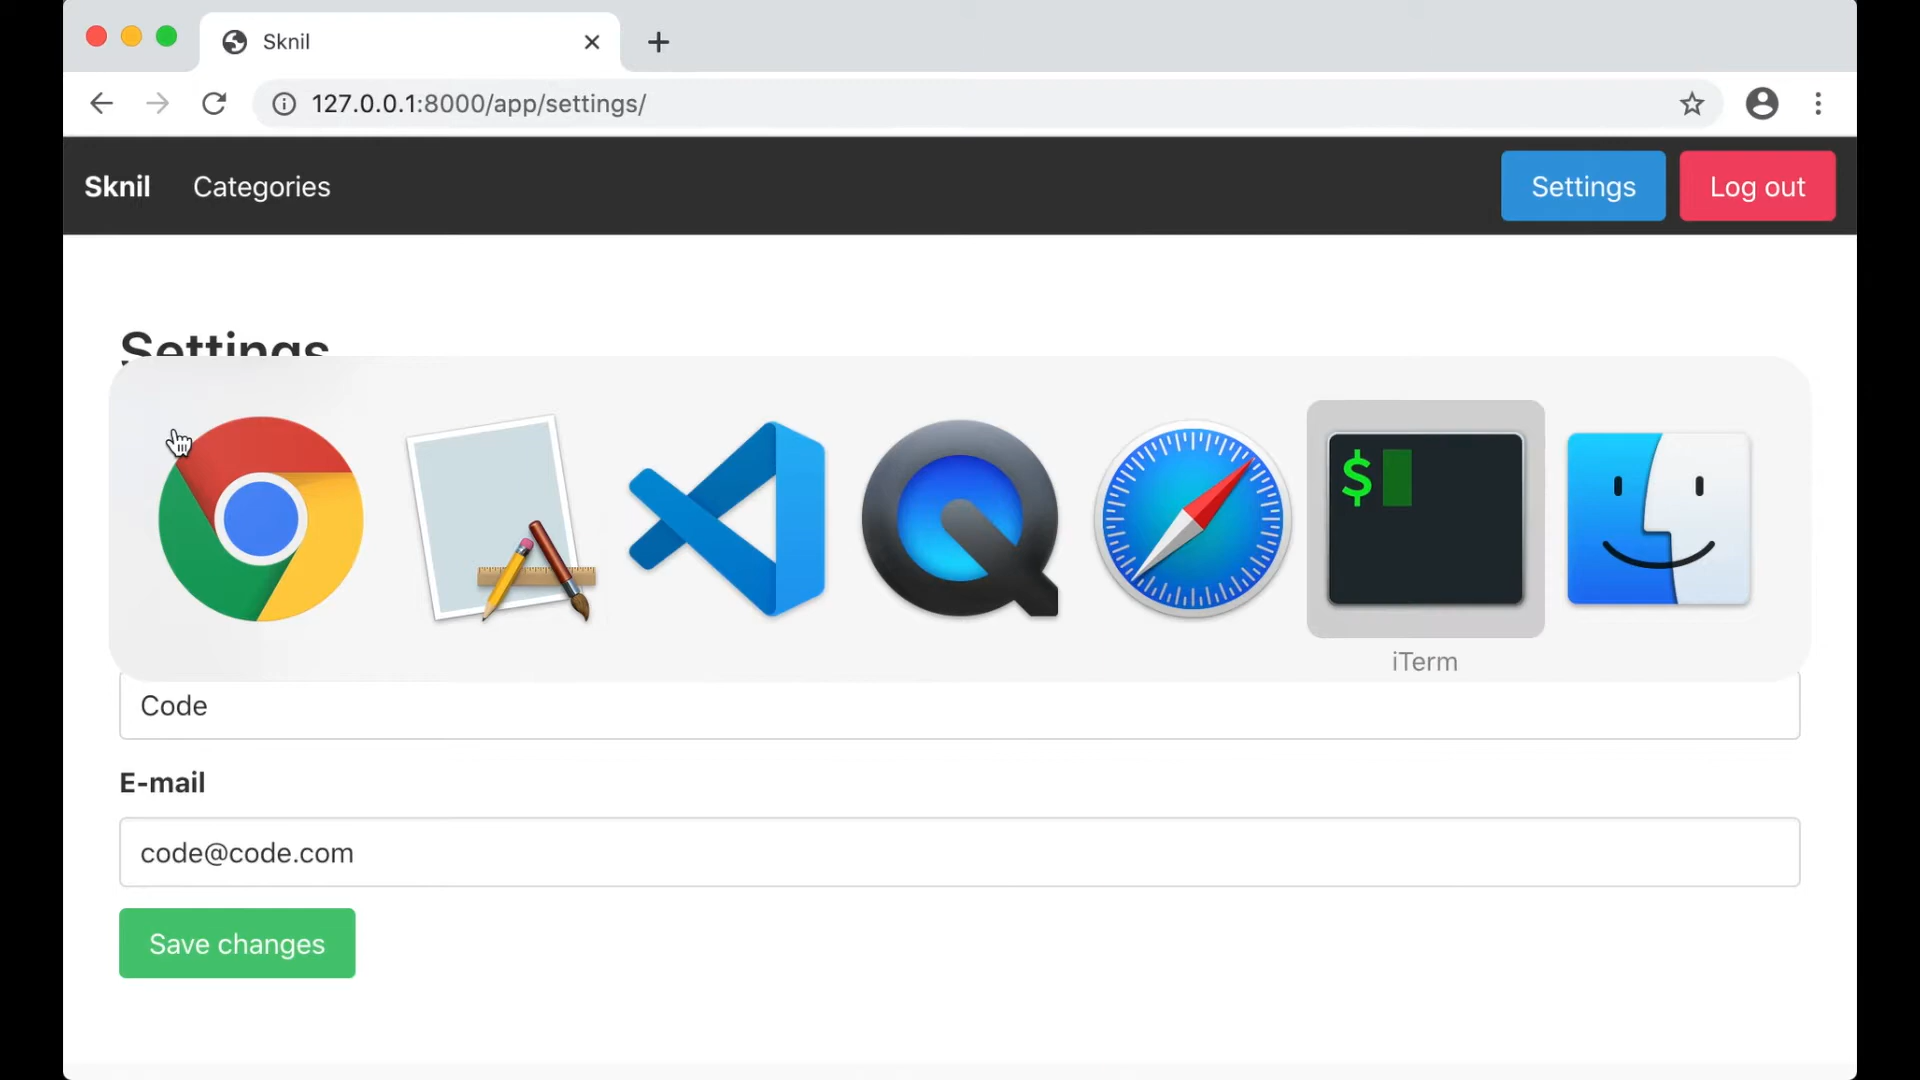 Sknil
127.0.0.1:8000/app/settings/
Sknil Categories Settings Log out
Settings
$
iTerm
Code
E-mail
code@code.com
Save changes